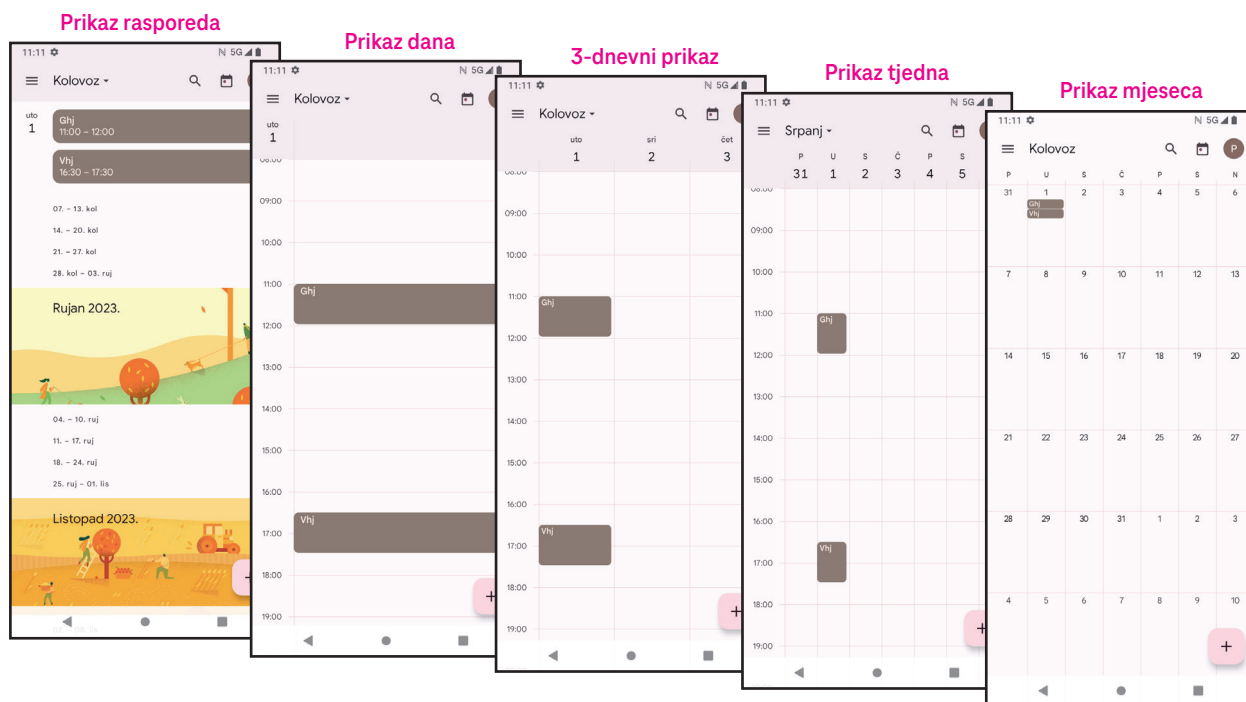 Prikaz rasporeda
11:11
5G
Kolovoz
uto
1
Ghj
11:00 – 12:00
Vhj
16:30 – 17:30
07. – 13. kol
14. – 20. kol
21. – 27. kol
28. kol – 03. ruj
Rujan 2023.
04. – 10. ruj
11. – 17. ruj
18. – 24. ruj
25. ruj – 01. lis
Listopad 2023.
Prikaz dana
11:11
5G
Kolovoz
uto
1
08:00
09:00
10:00
11:00
Ghj
12:00
13:00
14:00
15:00
16:00
Vhj
17:00
18:00
+
19:00
3-dnevni prikaz
11:11
5G
Kolovoz
uto sri čet
1 2 3
08:00
09:00
10:00
11:00
Ghj
12:00
13:00
14:00
15:00
16:00
Vhj
17:00
18:00
+
19:00
Prikaz tjedna
11:11
5G
Srpanj
P U S Č P S
31 1 2 3 4 5
08:00
09:00
10:00
11:00
Ghj
12:00
13:00
14:00
15:00
16:00
Vhj
17:00
18:00
+
19:00
Prikaz mjeseca
11:11
5G
Kolovoz P
P U S Č P S N
31 1 2 3 4 5 6
Ghj
Vhj
7 8 9 10 11 12 13
14 15 16 17 18 19 20
21 22 23 24 25 26 27
28 29 30 31 1 2 3
4 5 6 7 8 9 10
+